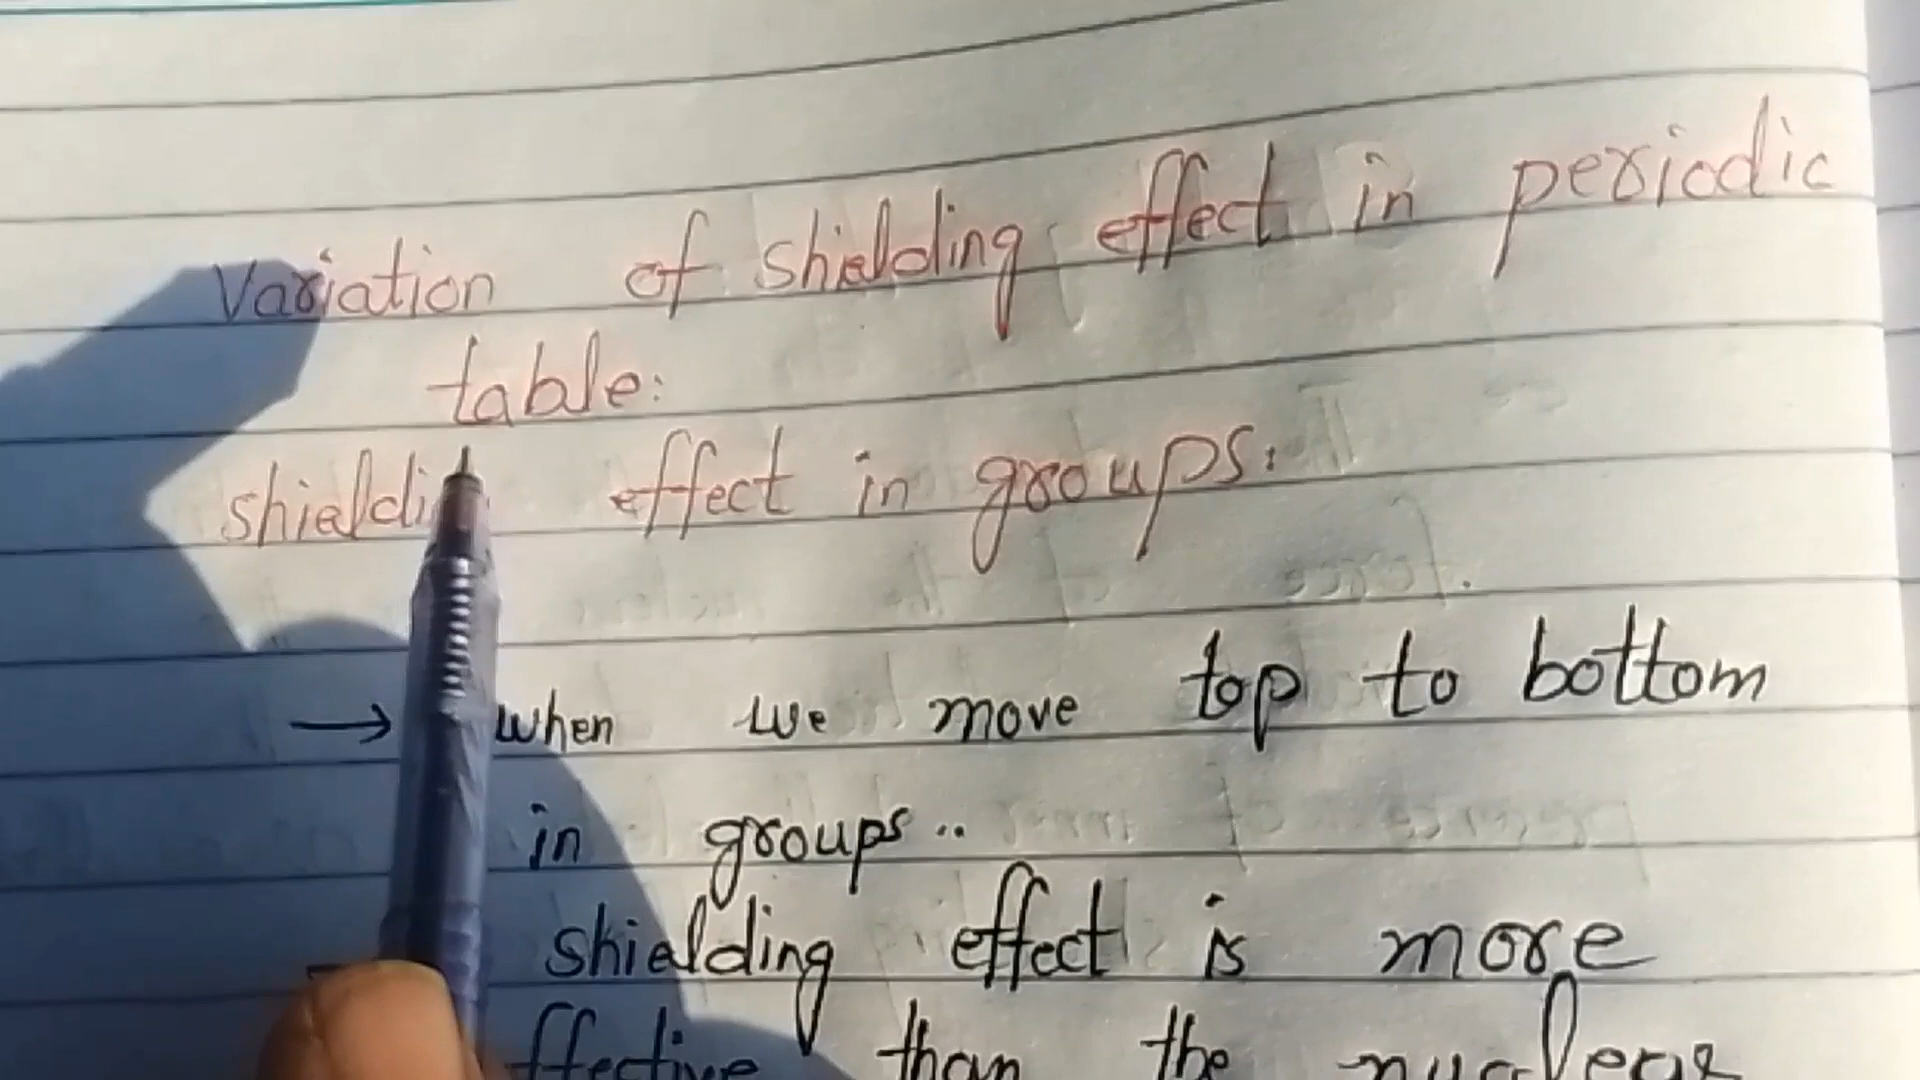 Variation of shielding effect in periodic
table:
effect in groups:
→ when we move top to bottom
in groups..
shielding effect is more
than the nuclear